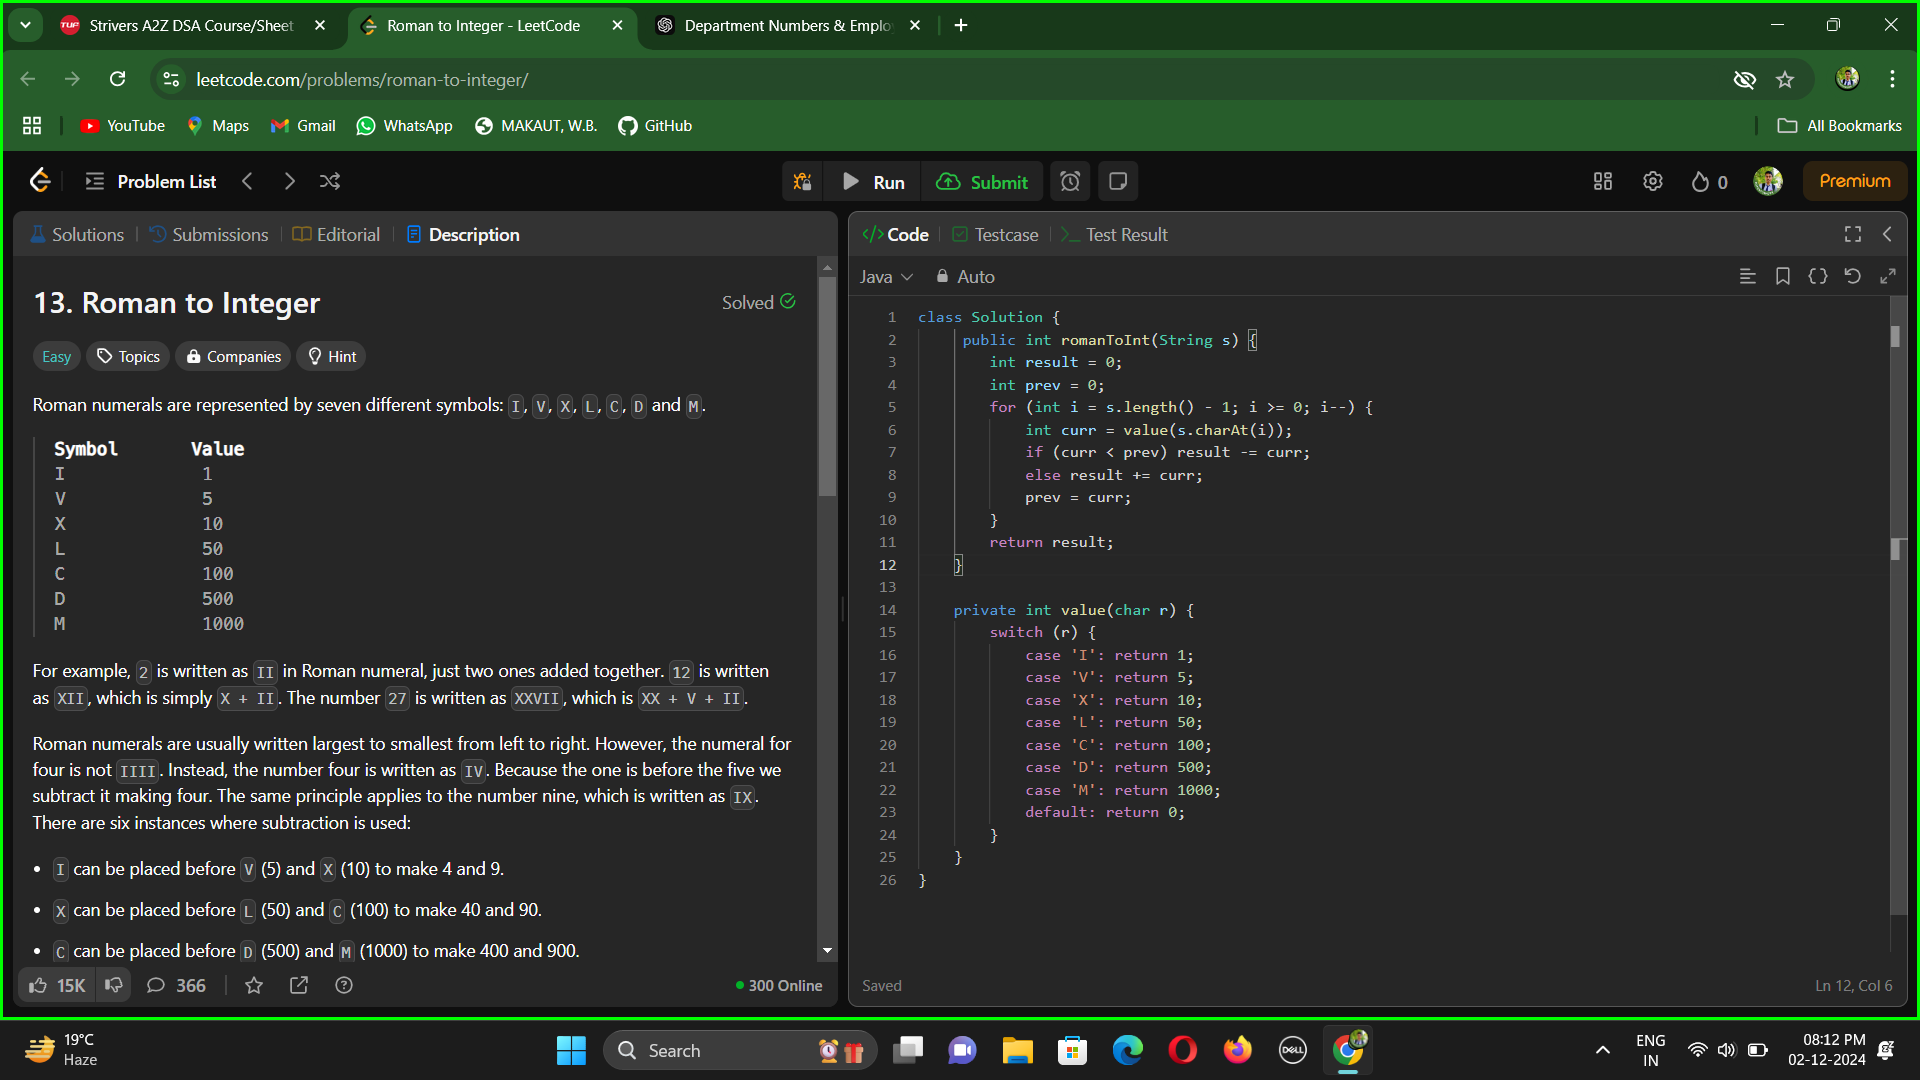 Strivers A2Z DSA Course/Sheet
Roman to Integer - LeetCode
Department Numbers & Emplo
leetcode.com/problems/roman-to-integer/
YouTube
Maps
Gmail
WhatsApp
MAKAUT, W.B.
GitHub
All Bookmarks
Problem List
Run
Submit
0
Premium
Solutions
Submissions
Editorial
Description
13. Roman to Integer
Solved
Easy
Topics
Companies
Hint
Roman numerals are represented by seven different symbols: I, V, X, L, C, D and M.
Symbol Value
I 1
V 5
X 10
L 50
C 100
D 500
M 1000
For example, 2 is written as II in Roman numeral, just two ones added together. 12 is written
as XII, which is simply X + II. The number 27 is written as XXVII, which is XX + V + II.
Roman numerals are usually written largest to smallest from left to right. However, the numeral for
four is not IIII. Instead, the number four is written as IV. Because the one is before the five we
subtract it making four. The same principle applies to the number nine, which is written as IX.
There are six instances where subtraction is used:
• I can be placed before V (5) and X (10) to make 4 and 9.
• X can be placed before L (50) and C (100) to make 40 and 90.
• C can be placed before D (500) and M (1000) to make 400 and 900.
15K
366
300 Online
Code
Testcase
Test Result
Java
Auto
1 class Solution {
2 public int romanToInt(String s) {
3 int result = 0;
4 int prev = 0;
5 for (int i = s.length() - 1; i >= 0; i--) {
6 int curr = value(s.charAt(i));
7 if (curr < prev) result -= curr;
8 else result += curr;
9 prev = curr;
10 }
11 return result;
12 }
13
14 private int value(char r) {
15 switch (r) {
16 case 'I': return 1;
17 case 'V': return 5;
18 case 'X': return 10;
19 case 'L': return 50;
20 case 'C': return 100;
21 case 'D': return 500;
22 case 'M': return 1000;
23 default: return 0;
24 }
25 }
26 }
Saved
Ln 12, Col 6
19°C
Haze
Search
DELL
ENG
IN
08:12 PM
02-12-2024